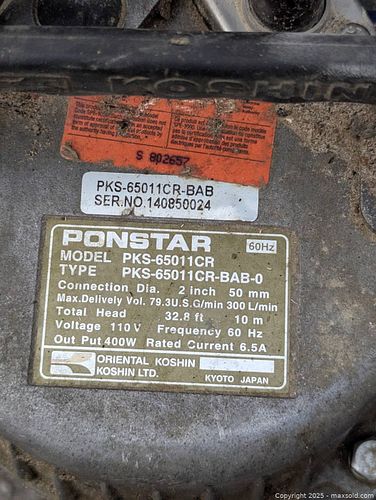 KOSHIN
S 802657
PKS-65011CR-BAB
SER.NO.140850024
PONSTAR
60Hz
MODEL PKS-65011CR
TYPE PKS-65011CR-BAB-0
Connection Dia. 2 inch 50 mm
Max.Delively Vol. 79.3U.S.G/min 300 L/min
Total Head 32.8 ft 10 m
Voltage 110V Frequency 60 Hz
Out Put 400W Rated Current 6.5A
ORIENTAL KOSHIN
KOSHIN LTD.
KYOTO JAPAN
Copyright 2025 - maxsold.com